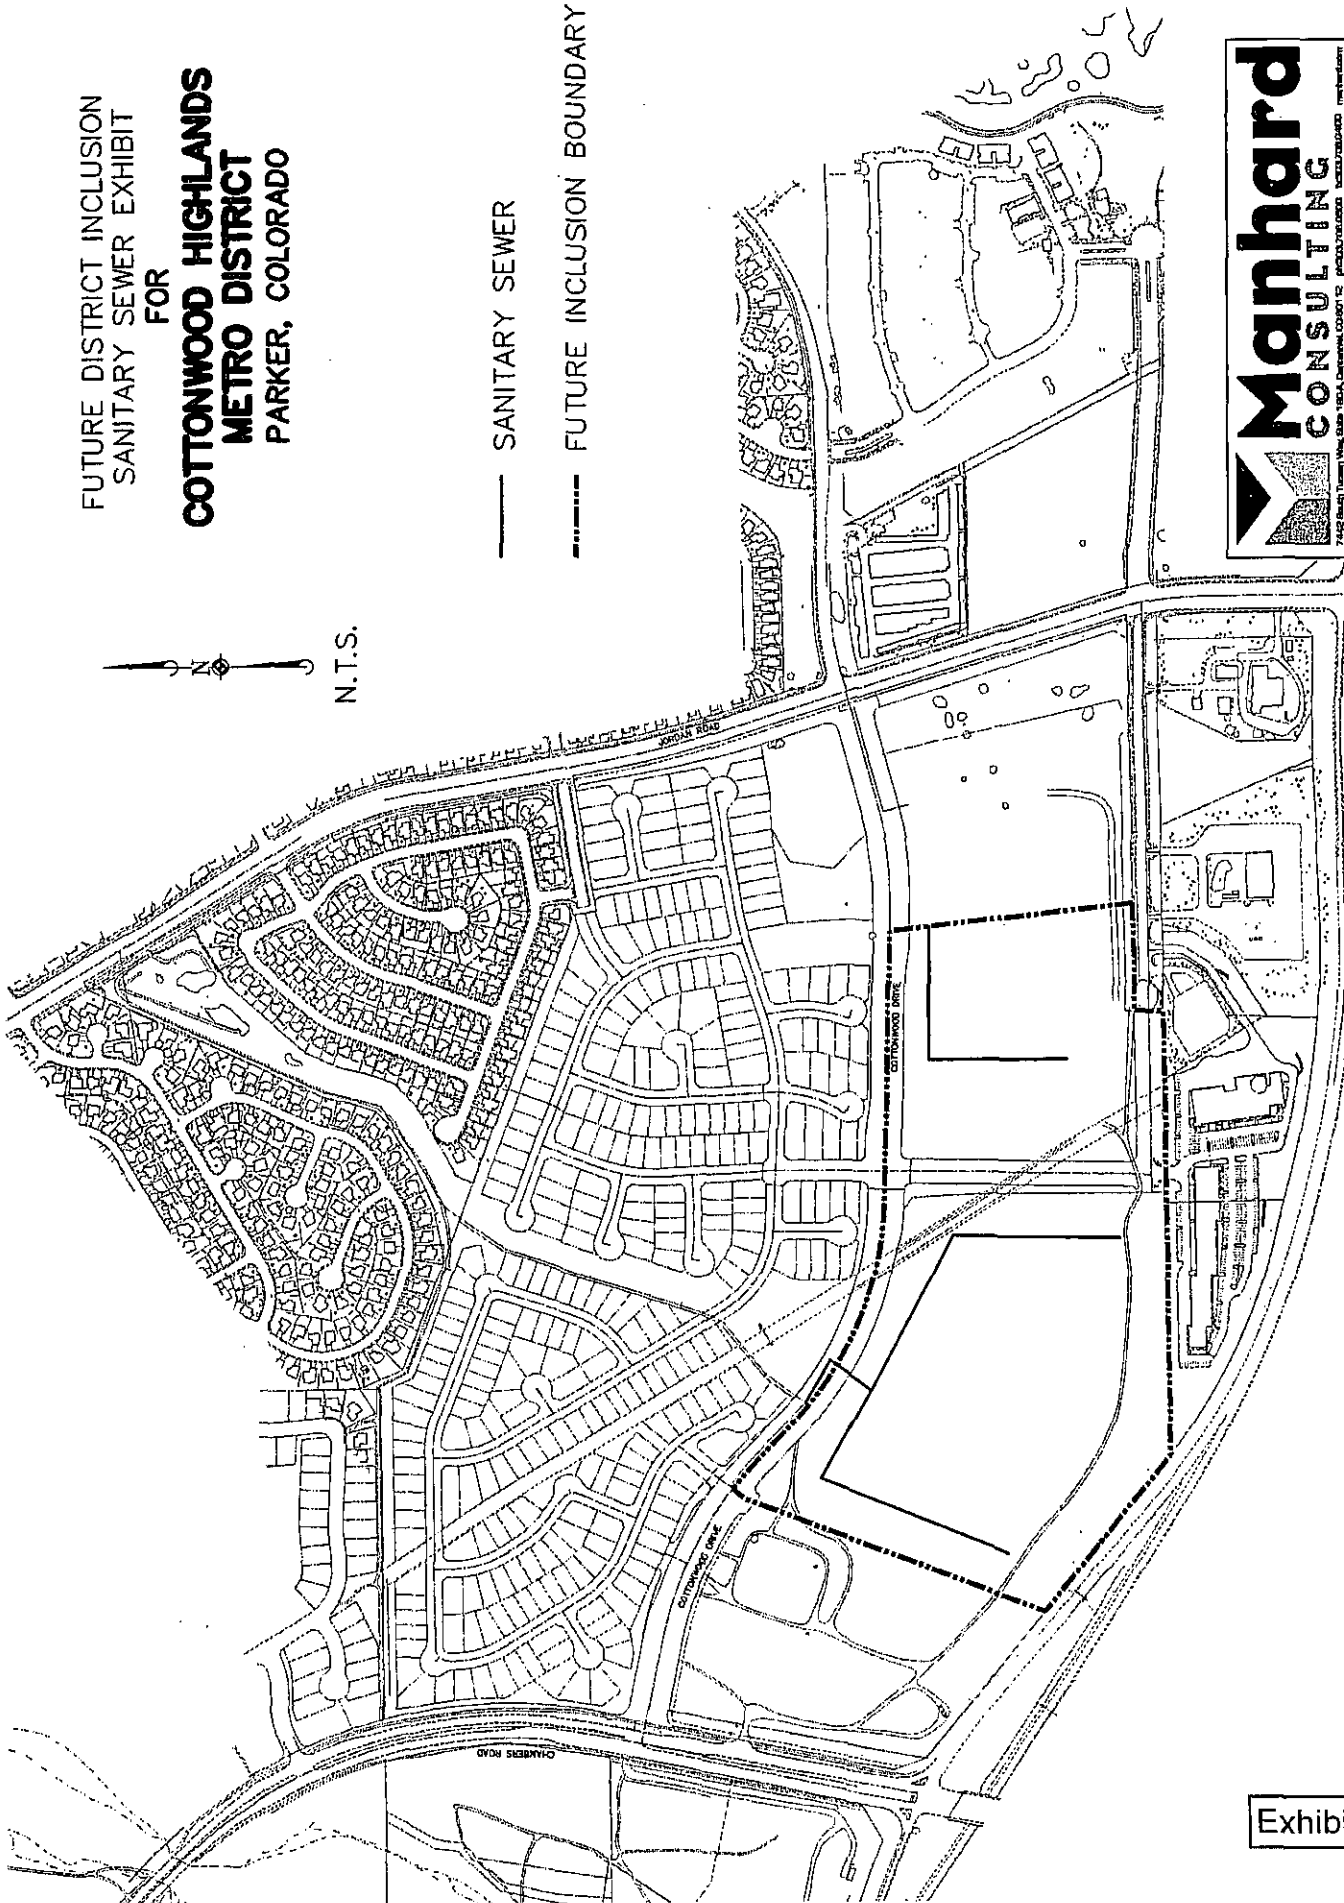 FUTURE DISTRICT INCLUSION
SANITARY SEWER EXHIBIT
FOR
COTTONWOOD HIGHLANDS
METRO DISTRICT
PARKER, COLORADO
N
N.T.S.
SANITARY SEWER
FUTURE INCLUSION BOUNDARY
JORDAN ROAD
COTTONWOOD DRIVE
COTTONWOOD DRIVE
CHAMBERS ROAD
Manhard
CONSULTING
Exhib